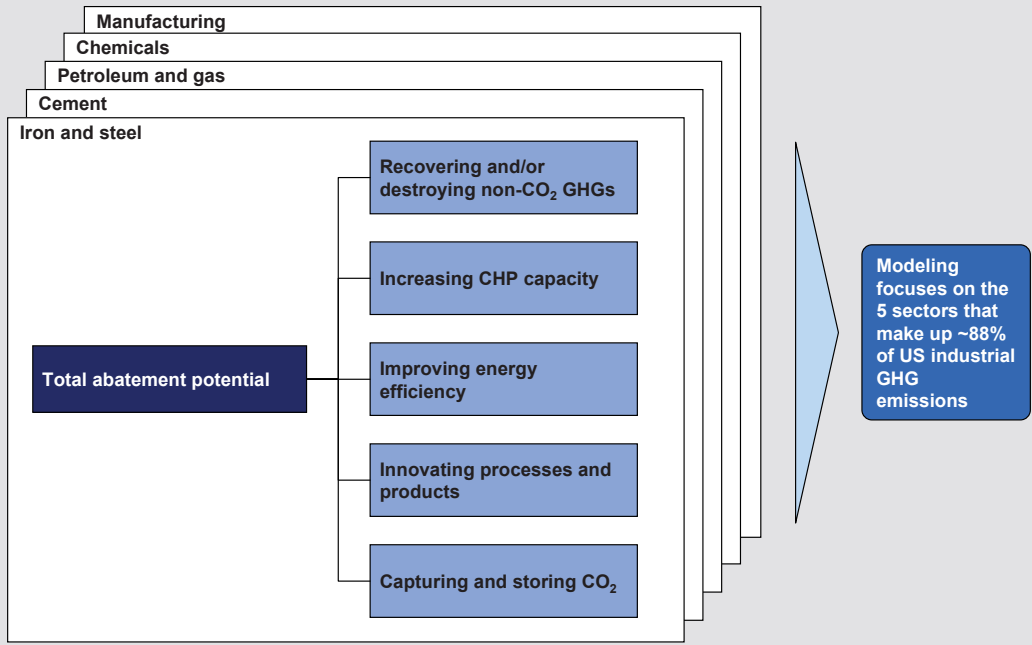 Manufacturing
Chemicals
Petroleum and gas
Cement
Iron and steel
Total abatement potential
Recovering and/or
destroying non-CO₂ GHGs
Increasing CHP capacity
Improving energy
efficiency
Innovating processes and
products
Capturing and storing CO₂
Modeling
focuses on the
5 sectors that
make up ~88%
of US industrial
GHG
emissions